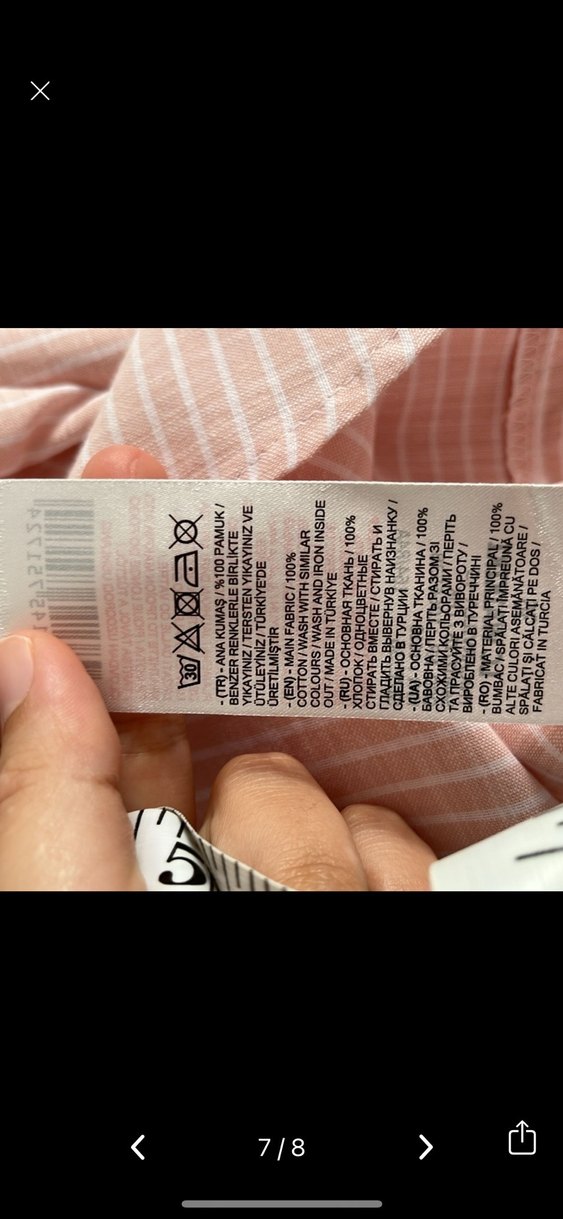 30
- (TR) - ANA KUMAŞ / %100 PAMUK /
BENZER RENKLERLE BİRLİKTE
YIKAYINIZ / TERSTEN YIKAYINIZ VE
ÜTÜLEYİNİZ / TÜRKİYE'DE
ÜRETİLMİŞTİR
- (EN) - MAIN FABRIC / 100%
COTTON / WASH WITH SIMILAR
COLOURS / WASH AND IRON INSIDE
OUT / MADE IN TÜRKİYE
- (RU) - ОСНОВНАЯ ТКАНЬ / 100%
ХЛОПОК / ОДНОЦВЕТНЫЕ
СТИРАТЬ ВМЕСТЕ / СТИРАТЬ И
ГЛАДИТЬ ВЫВЕРНУВ НАИЗНАНКУ /
СДЕЛАНО В ТУРЦИИ
- (UA) - ОСНОВНА ТКАНИНА / 100%
БАВОВНА / ПЕРІТЬ РАЗОМ ЗІ
СХОЖИМИ КОЛЬОРАМИ / ПЕРІТЬ
ТА ПРАСУЙТЕ З ВИВОРОТУ /
ВИРОБЛЕНО В ТУРЕЧЧИНІ
- (RO) - MATERIAL PRINCIPAL / 100%
BUMBAC / SPĂLAȚI ÎMPREUNĂ CU
ALTE CULORI ASEMĂNĂTOARE /
SPĂLAȚI ȘI CĂLCAȚI PE DOS /
FABRICAT IN TURCIA
5
7 / 8